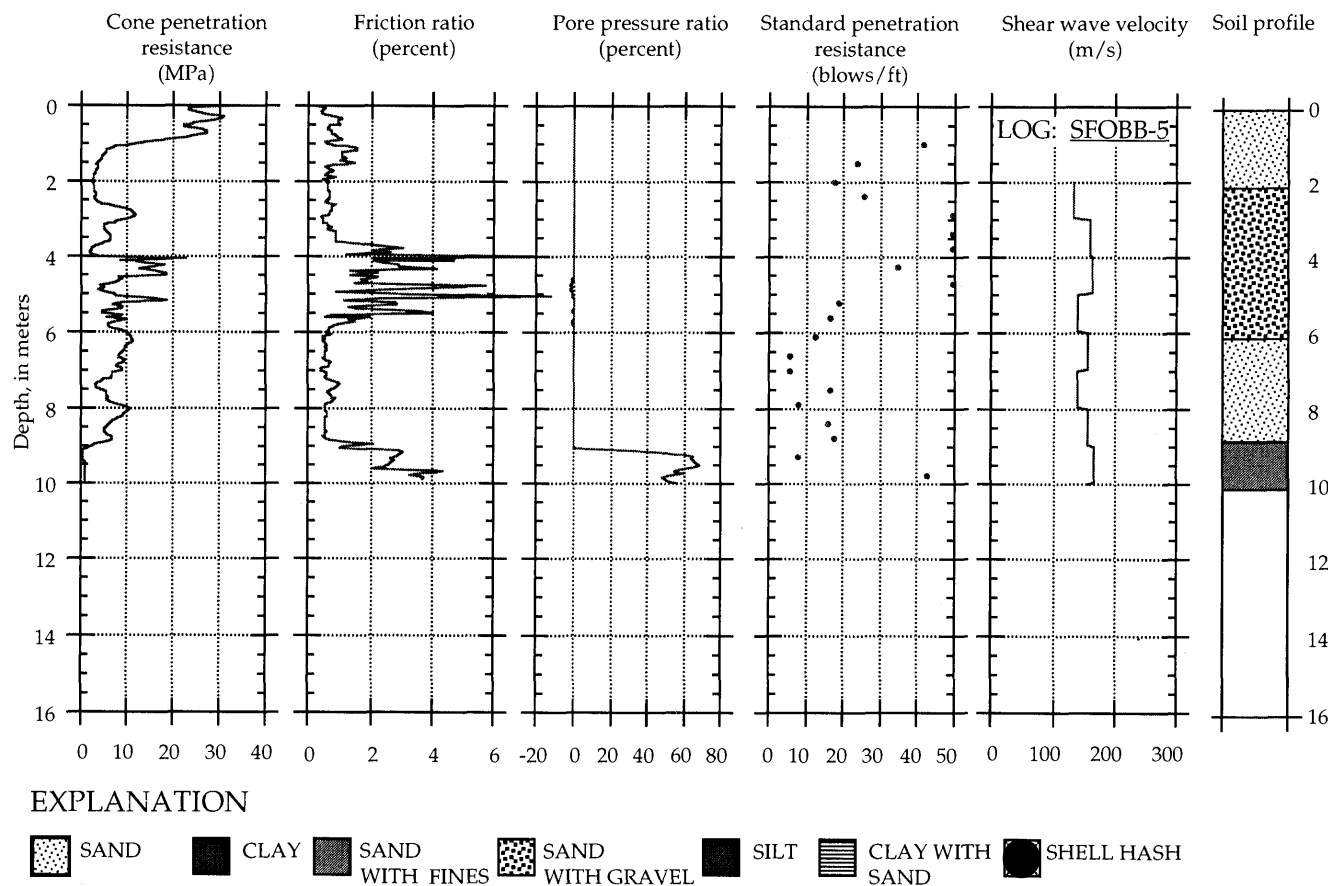 Cone penetration
resistance
(MPa)
Friction ratio
(percent)
Pore pressure ratio
(percent)
Standard penetration
resistance
(blows/ft)
Shear wave velocity
(m/s)
Soil profile
LOG: SFOBB-5
Depth, in meters
0
2
4
6
8
10
12
14
16
0 10 20 30 40
0 2 4 6
-20 0 20 40 60 80
0 10 20 30 40 50
0 100 200 300
0
2
4
6
8
10
12
14
16
EXPLANATION
SAND
CLAY
SAND
WITH FINES
SAND
WITH GRAVEL
SILT
CLAY WITH
SAND
SHELL HASH